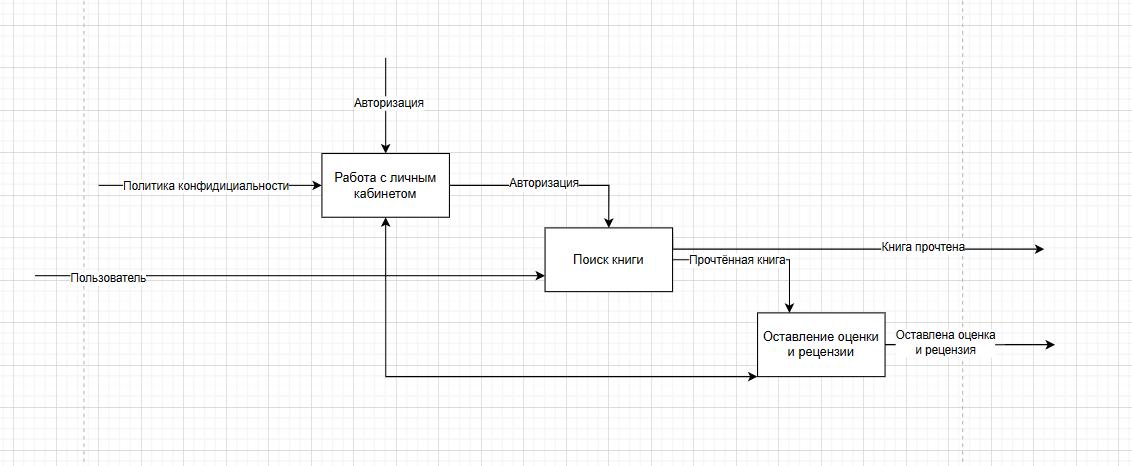 Авторизация
Работа с личным
кабинетом
Политика конфидициальности
Авторизация
Книга прочтена
Поиск книги
Прочтённая книга
Пользователь
Оставление оценки
и рецензии
Оставлена оценка
и рецензия